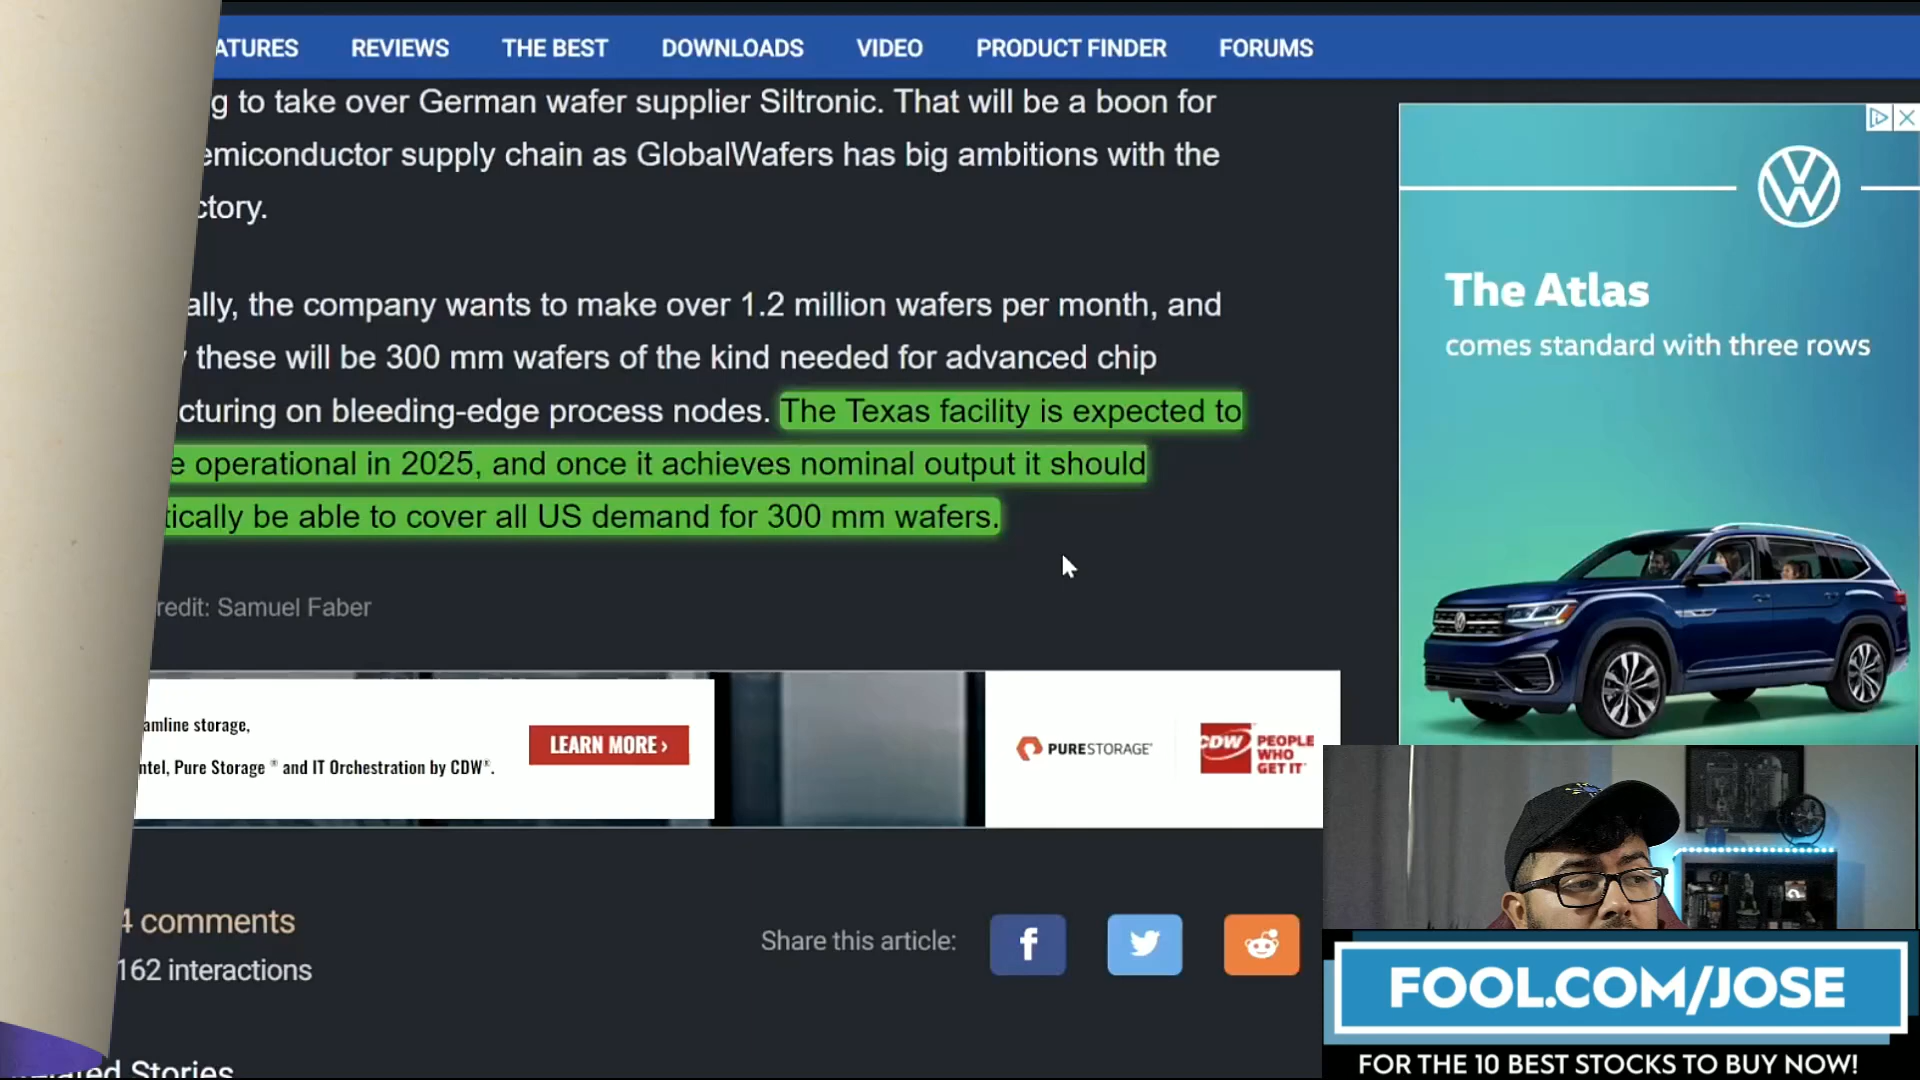 ATURES REVIEWS THE BEST DOWNLOADS VIDEO PRODUCT FINDER FORUMS
g to take over German wafer supplier Siltronic. That will be a boon for
emiconductor supply chain as GlobalWafers has big ambitions with the
ctory.
ally, the company wants to make over 1.2 million wafers per month, and
these will be 300 mm wafers of the kind needed for advanced chip
cturing on bleeding-edge process nodes. The Texas facility is expected to
e operational in 2025, and once it achieves nominal output it should
tically be able to cover all US demand for 300 mm wafers.
redit: Samuel Faber
The Atlas
comes standard with three rows
amline storage,
ntel, Pure Storage ® and IT Orchestration by CDW®.
LEARN MORE ›
PURESTORAGE®
CDW PEOPLE
WHO
GET IT
4 comments
162 interactions
Share this article:
FOOL.COM/JOSE
FOR THE 10 BEST STOCKS TO BUY NOW!
ated Stories